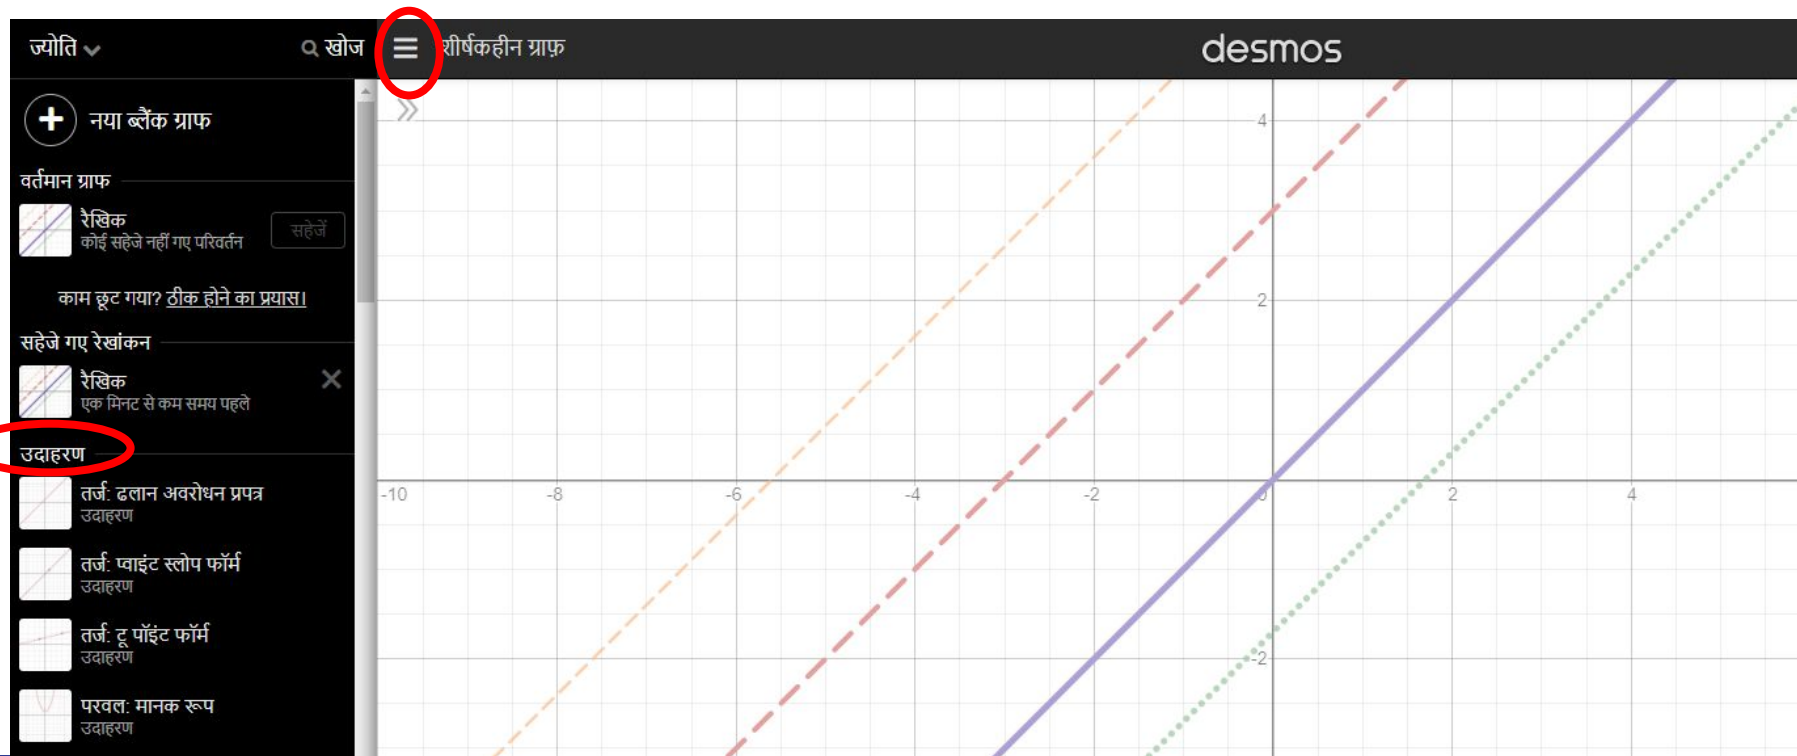 ज्योति
खोज
शीर्षकहीन ग्राफ़
desmos
नया ब्लैंक ग्राफ
वर्तमान ग्राफ
रैखिक
कोई सहेजे नहीं गए परिवर्तन
सहेजें
काम छूट गया? ठीक होने का प्रयास।
सहेजे गए रेखांकन
रैखिक
एक मिनट से कम समय पहले
उदाहरण
तर्ज: ढलान अवरोधन प्रपत्र
उदाहरण
तर्ज: प्वाइंट स्लोप फॉर्म
उदाहरण
तर्ज: टू पॉइंट फॉर्म
उदाहरण
परवल: मानक रूप
उदाहरण
4
2
-10 -8 -6 -4 -2 0 2 4
-2